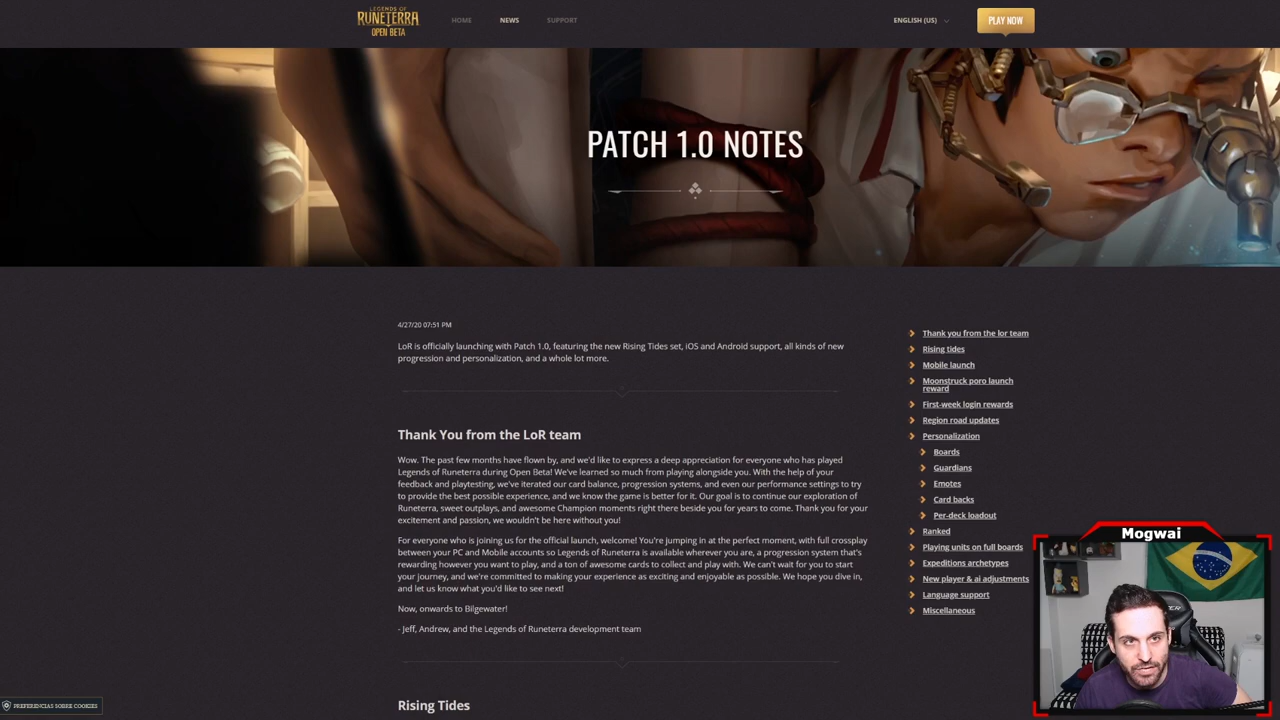 LEGENDS OF
RUNETERRA
OPEN BETA
HOME
NEWS
SUPPORT
ENGLISH (US)
PLAY NOW
PATCH 1.0 NOTES
4/27/20 07:51 PM
LoR is officially launching with Patch 1.0, featuring the new Rising Tides set, iOS and Android support, all kinds of new
progression and personalization, and a whole lot more.
Thank You from the LoR team
Wow. The past few months have flown by, and we'd like to express a deep appreciation for everyone who has played
Legends of Runeterra during Open Beta! We've learned so much from playing alongside you. With the help of your
feedback and playtesting, we've iterated our card balance, progression systems, and even our performance settings to try
to provide the best possible experience, and we know the game is better for it. Our goal is to continue our exploration of
Runeterra, sweet outplays, and awesome Champion moments right there beside you for years to come. Thank you for your
excitement and passion, we wouldn't be here without you!
For everyone who is joining us for the official launch, welcome! You're jumping in at the perfect moment, with full crossplay
between your PC and Mobile accounts so Legends of Runeterra is available wherever you are, a progression system that's
rewarding however you want to play, and a ton of awesome cards to collect and play with. We can't wait for you to start
your journey, and we're committed to making your experience as exciting and enjoyable as possible. We hope you dive in,
and let us know what you'd like to see next!
Now, onwards to Bilgewater!
- Jeff, Andrew, and the Legends of Runeterra development team
Rising Tides
Thank you from the lor team
Rising tides
Mobile launch
Moonstruck poro launch
reward
First-week login rewards
Region road updates
Personalization
Boards
Guardians
Emotes
Card backs
Per-deck loadout
Ranked
Playing units on full boards
Expeditions archetypes
New player & ai adjustments
Language support
Miscellaneous
Mogwai
PREFERÊNCIAS SOBRE COOKIES